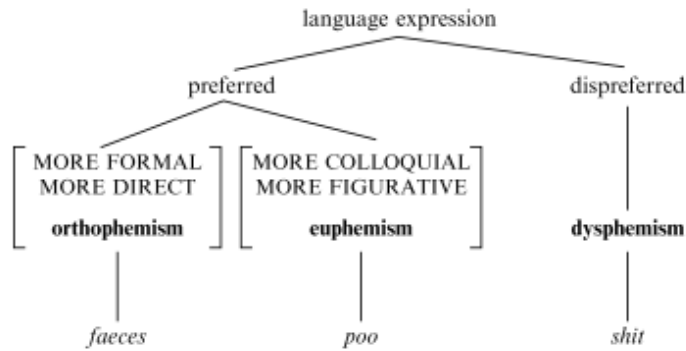 language expression
preferred
dispreferred
MORE FORMAL
MORE DIRECT
orthophemism
MORE COLLOQUIAL
MORE FIGURATIVE
euphemism
dysphemism
faeces
poo
shit